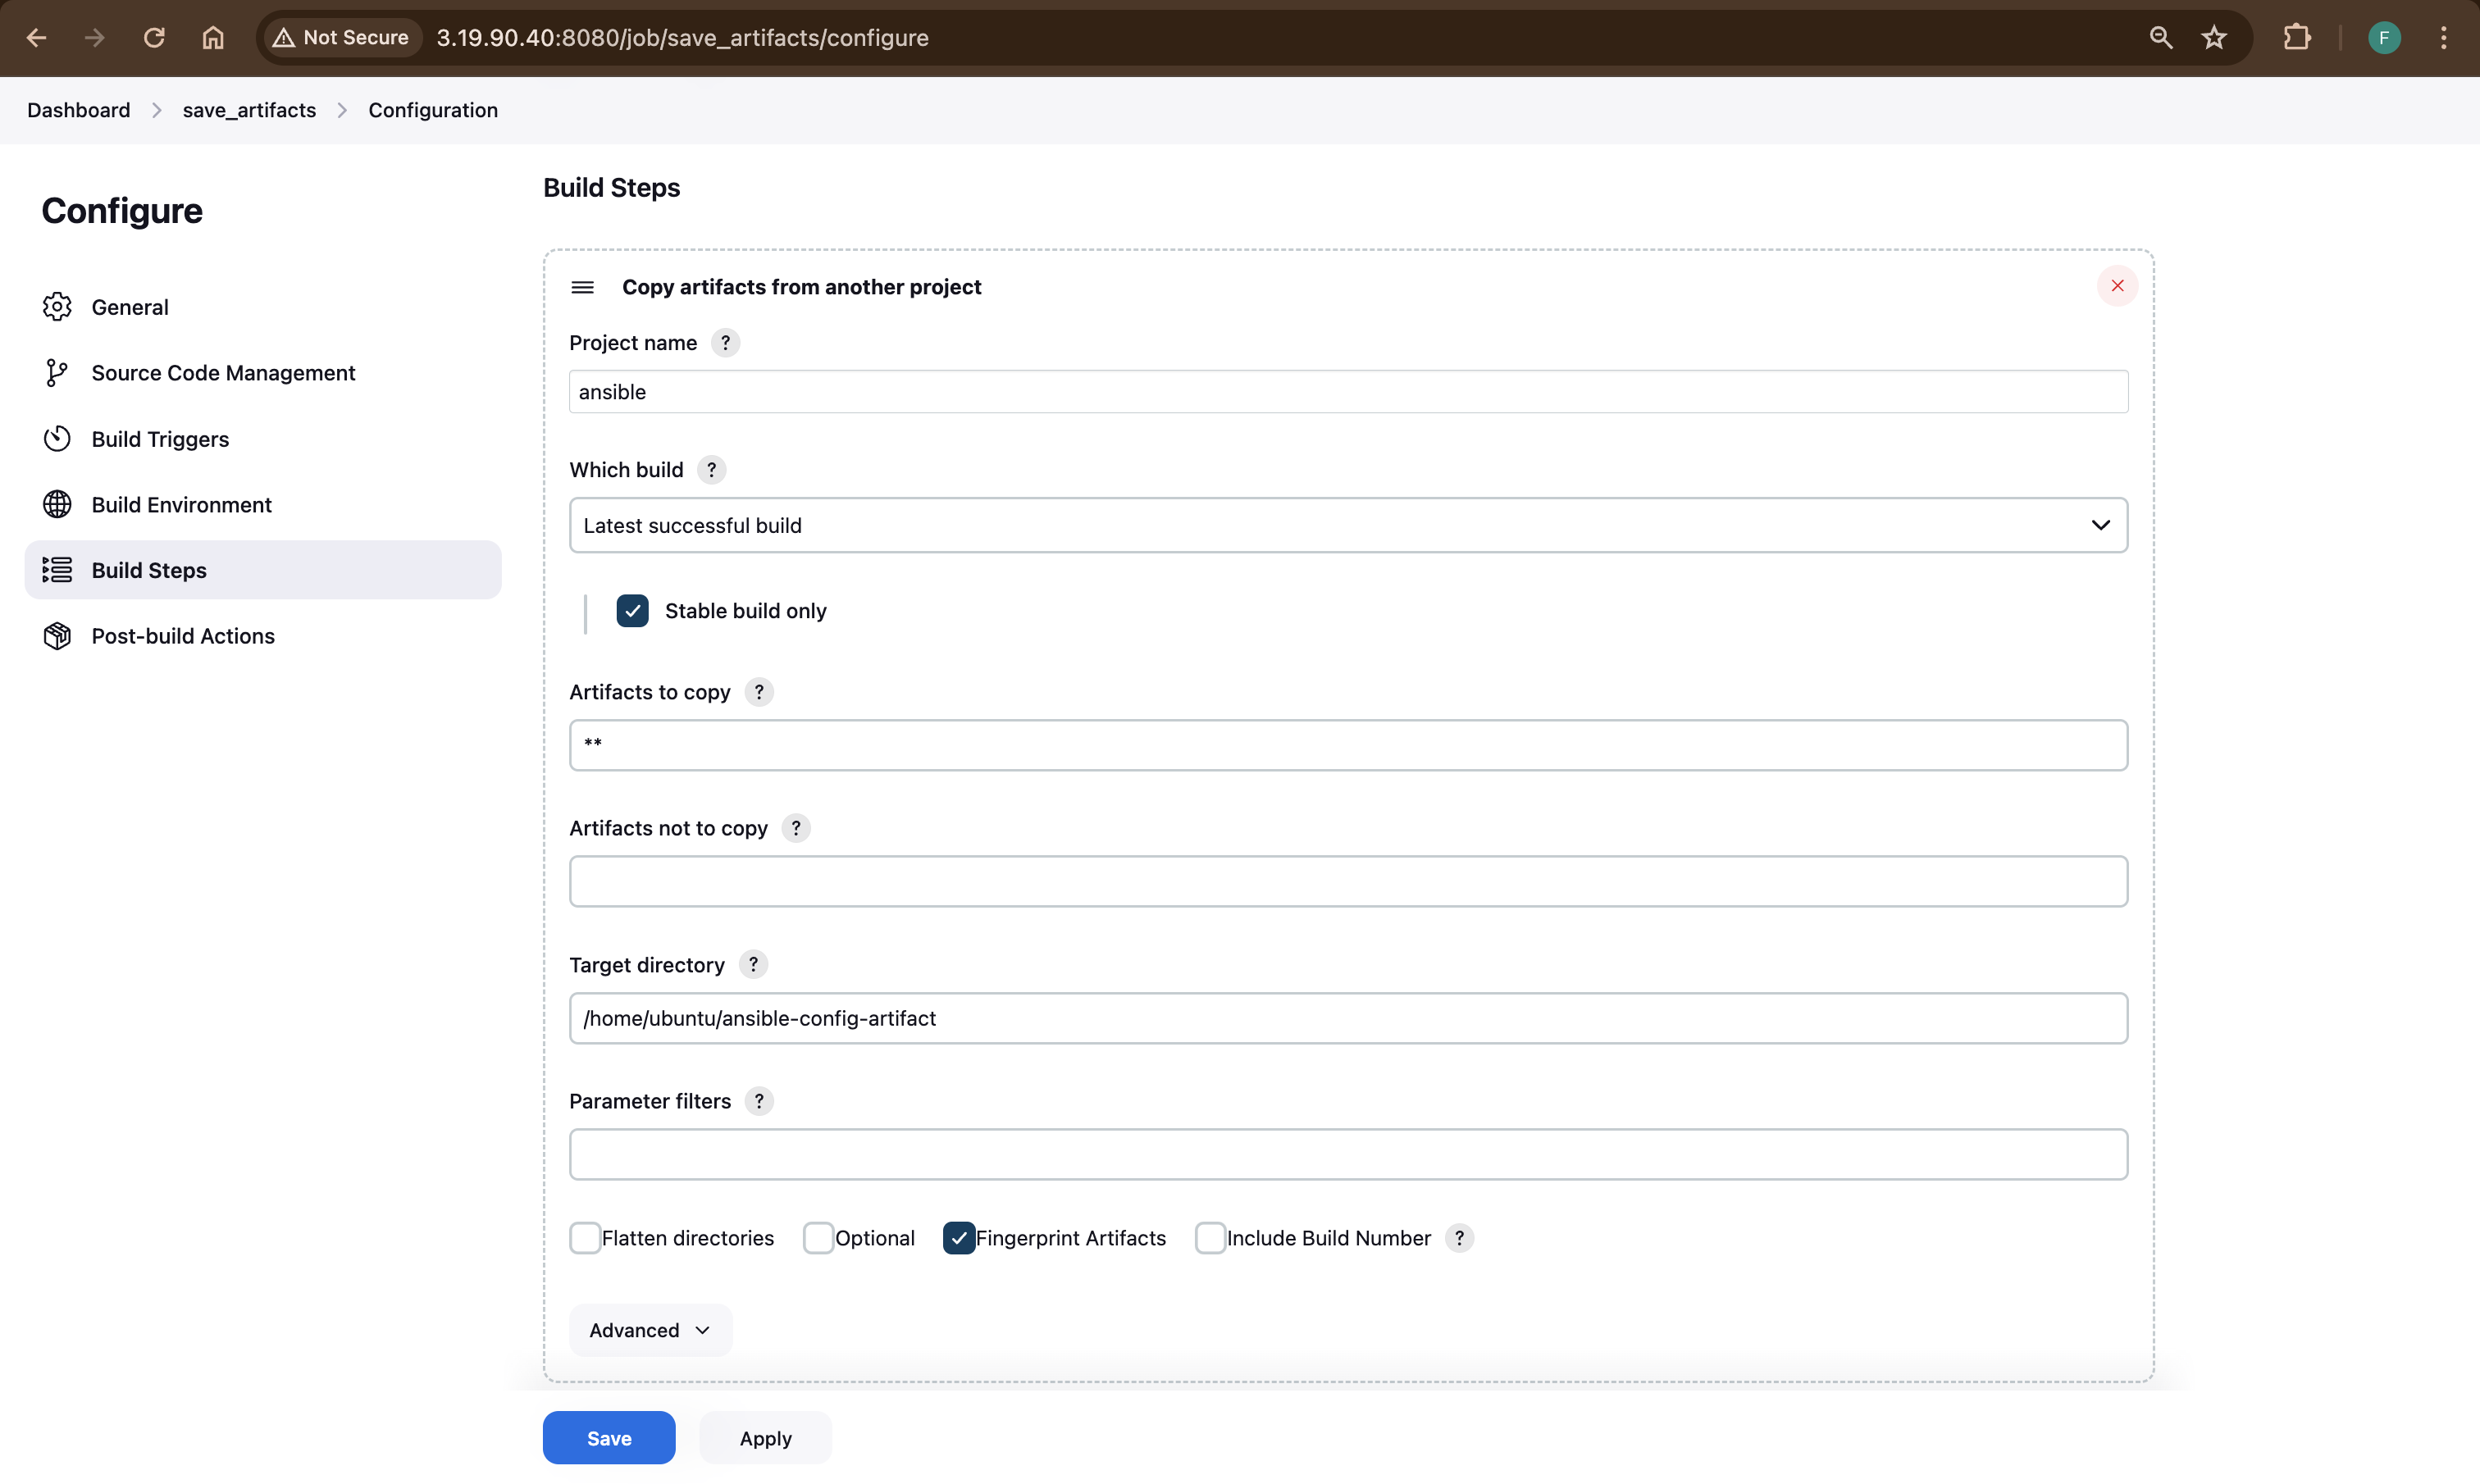 Not Secure 3.19.90.40:8080/job/save_artifacts/configure F
Dashboard save_artifacts Configuration
Configure
General
Source Code Management
Build Triggers
Build Environment
Build Steps
Post-build Actions
Build Steps
Copy artifacts from another project
Project name ?
ansible
Which build ?
Latest successful build
Stable build only
Artifacts to copy ?
**
Artifacts not to copy ?
Target directory ?
/home/ubuntu/ansible-config-artifact
Parameter filters ?
Flatten directories Optional Fingerprint Artifacts Include Build Number ?
Advanced
Save Apply